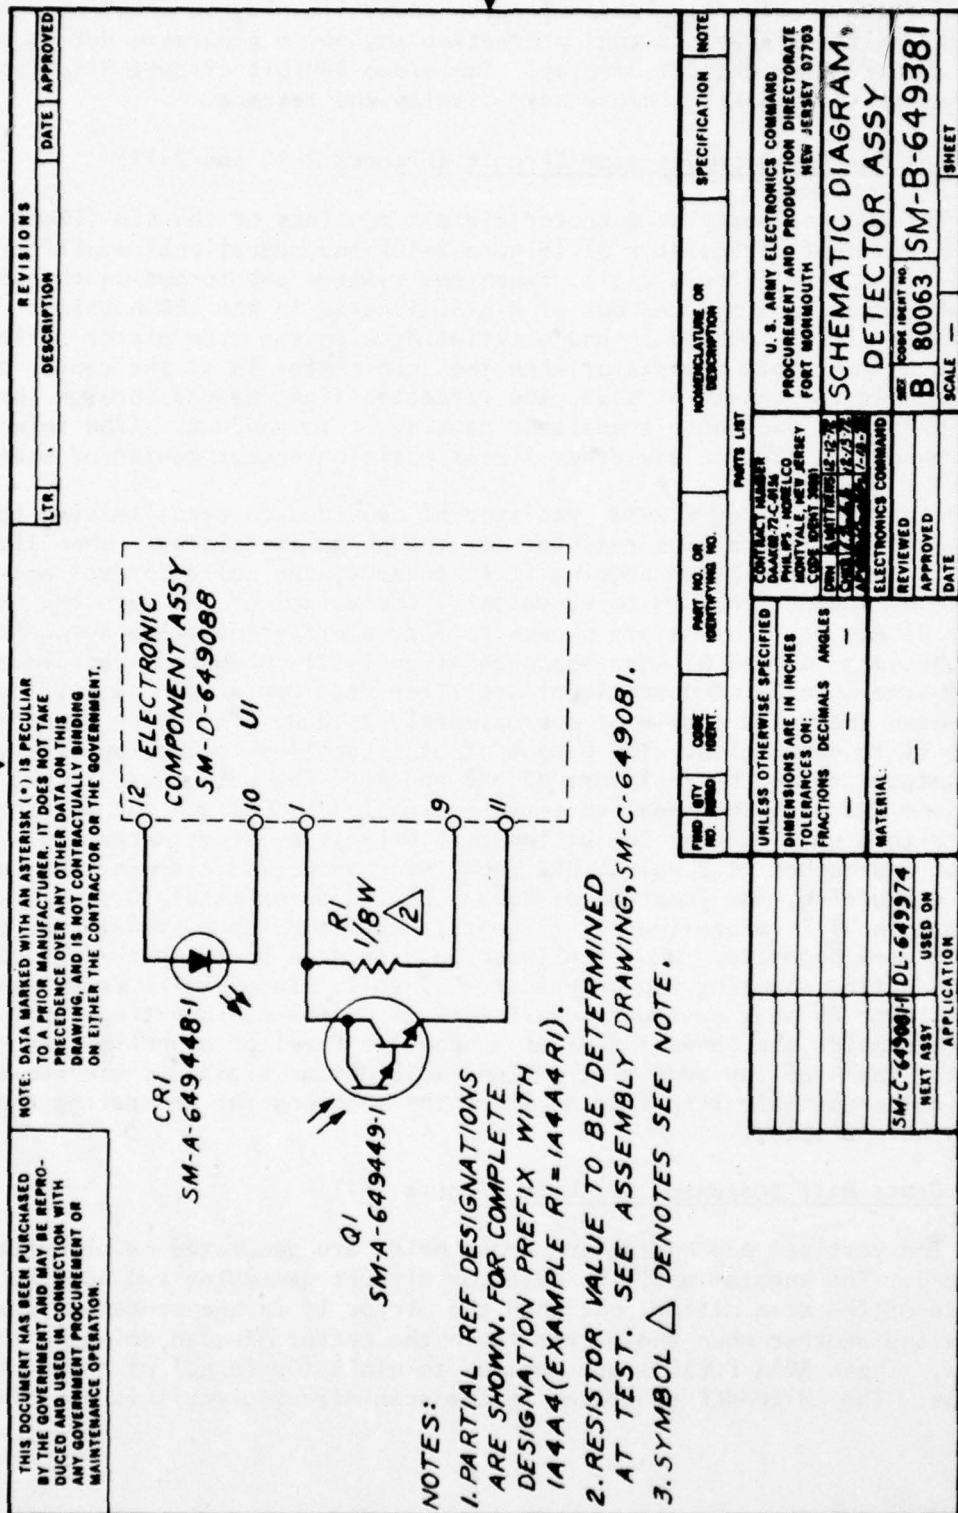 THIS DOCUMENT HAS BEEN PURCHASED
BY THE GOVERNMENT AND MAY BE REPRO-
DUCED AND USED IN CONNECTION WITH
ANY GOVERNMENT PROCUREMENT OR
MAINTENANCE OPERATION.
NOTE: DATA MARKED WITH AN ASTERISK (*) IS PECULIAR
TO A PRIOR MANUFACTURER. IT DOES NOT TAKE
PRECEDENCE OVER ANY OTHER DATA ON THIS
DRAWING, AND IS NOT CONTRACTUALLY BINDING
ON EITHER THE CONTRACTOR OR THE GOVERNMENT.
REVISIONS
LTR
DESCRIPTION
DATE
APPROVED
CR1
SM-A-649448-1
12
ELECTRONIC
COMPONENT ASSY
SM-D-649088
U1
10
1
9
11
R1
1/8W
2
Q1
SMA-649449-1
NOTES:
1. PARTIAL REF DESIGNATIONS
ARE SHOWN. FOR COMPLETE
DESIGNATION PREFIX WITH
1A4A4 (EXAMPLE R1=1A4A4R1)
2. RESISTOR VALUE TO BE DETERMINED
AT TEST. SEE ASSEMBLY DRAWING, SM-C-649081.
3. SYMBOL △ DENOTES SEE NOTE
FIND NO.
QTY REQD
CODE IDENT.
PART NO. OR IDENTIFYING NO.
NOMENCLATURE OR DESCRIPTION
SPECIFICATION
NOTE
PARTS LIST
UNLESS OTHERWISE SPECIFIED
DIMENSIONS ARE IN INCHES
TOLERANCES ON:
FRACTIONS DECIMALS ANGLES
— — —
MATERIAL:
—
CONTRACT NUMBER
PHILIPS, NORELCO
MONTVALE, NEW JERSEY
ELECTRONICS COMMAND
REVIEWED
APPROVED
DATE
U.S. ARMY ELECTRONICS COMMAND
PROCUREMENT AND PRODUCTION DIRECTORATE
FORT MONMOUTH NEW JERSEY 07703
SCHEMATIC DIAGRAM,
DETECTOR ASSY
SIZE
B
CODE IDENT NO.
80063
SM-B-649381
SCALE —
SHEET
SM-C-649081-1
DL-649974
NEXT ASSY
USED ON
APPLICATION